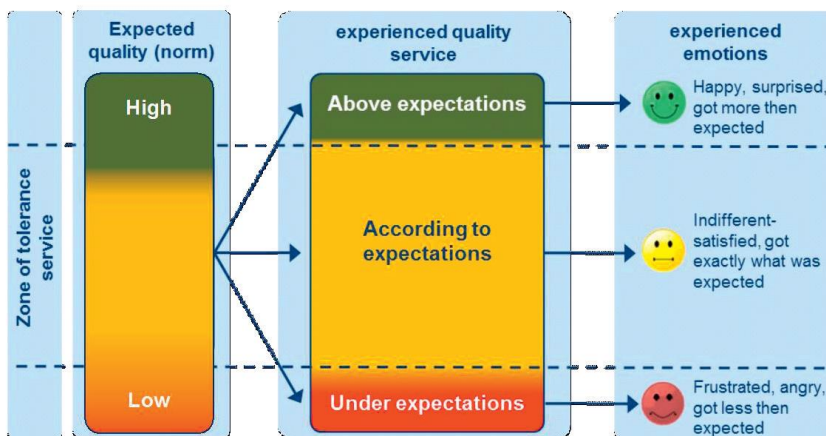 Expected
quality (norm)
High
Low
Zone of tolerance
service
experienced quality
service
Above expectations
According to
expectations
Under expectations
experienced
emotions
Happy, surprised,
got more then
expected
Indifferent-
satisfied, got
exactly what was
expected
Frustrated, angry,
got less then
expected